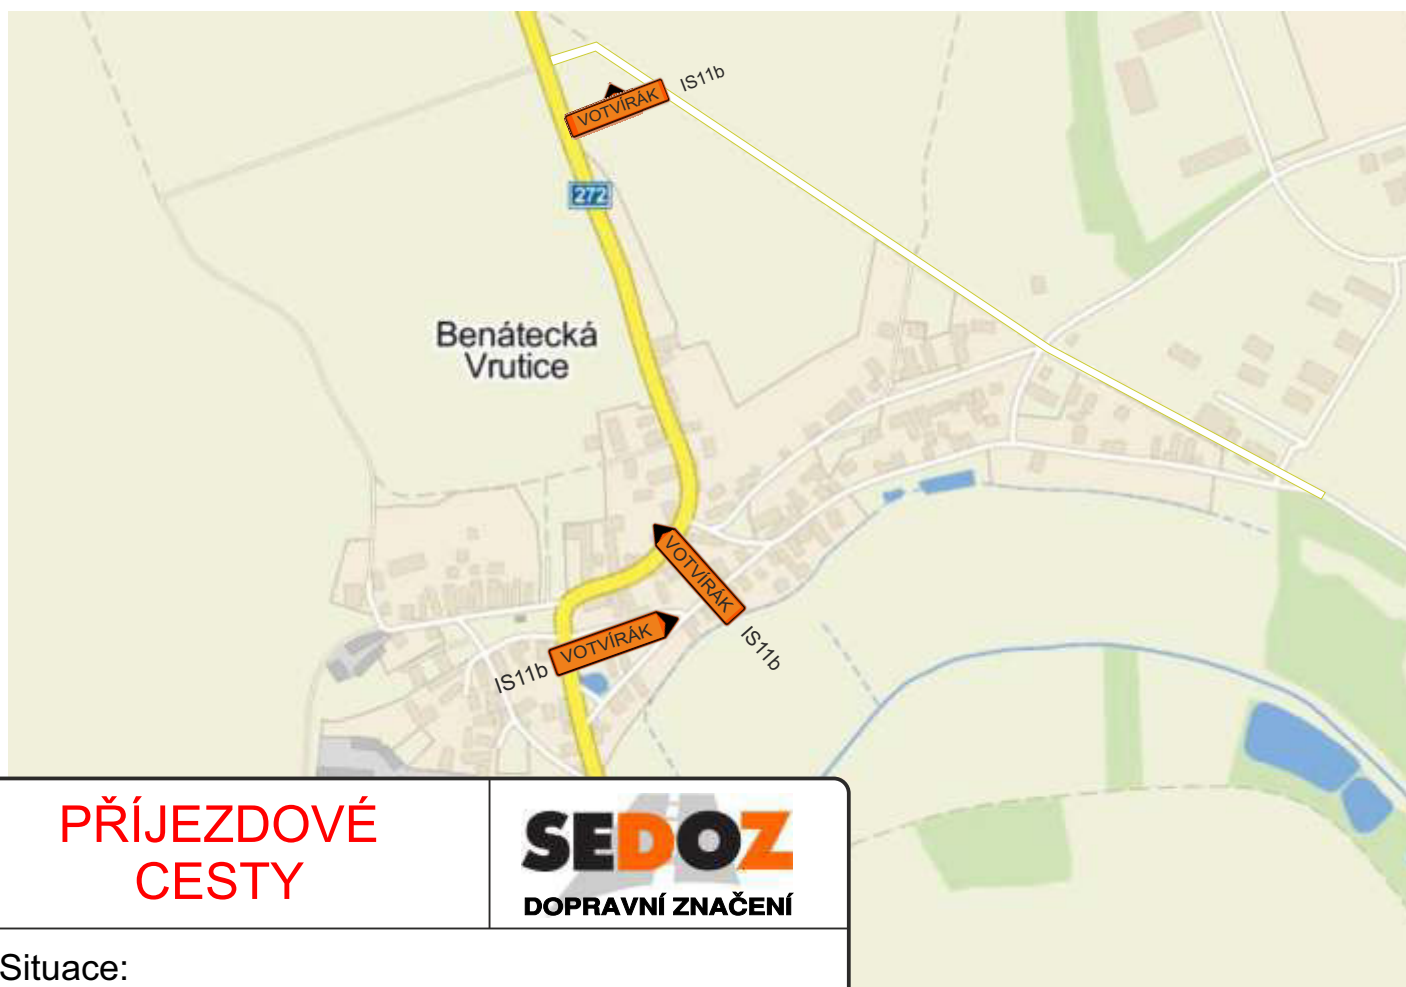 IS11b
VOTVÍRÁK
272
Benátecká
Vrutice
VOTVÍRÁK
VOTVÍRÁK
IS11b
IS11b
PŘÍJEZDOVÉ
CESTY
SEDOZ
DOPRAVNÍ ZNAČENÍ
Situace: